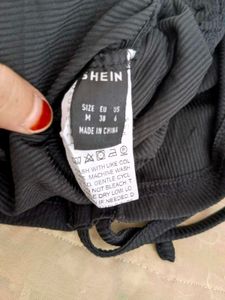 SHEIN
SIZE EU US
M 38 6
MADE IN CHINA
SH WITH LIKE COL
MACHINE WASH
GENTLE CYCL
NOT BLEACH T
DRY LOW
IF NEEDED